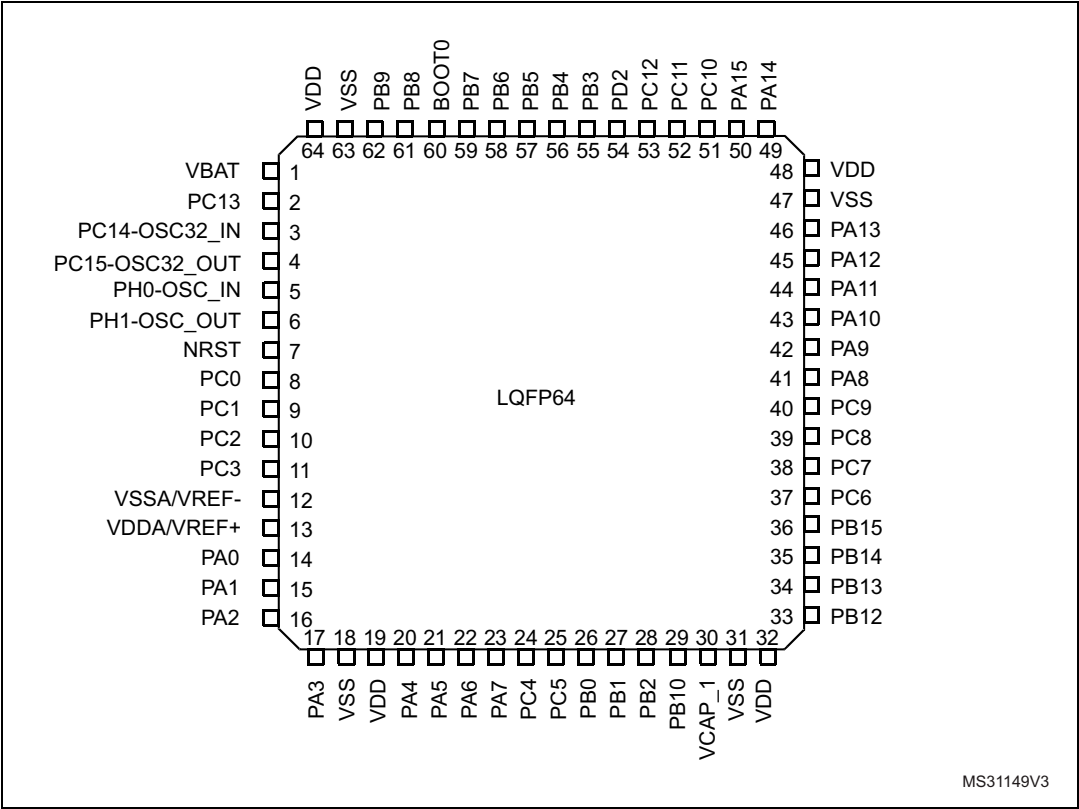 VDD VSS PB9 PB8 BOOT0 PB7 PB6 PB5 PB4 PB3 PD2 PC12 PC11 PC10 PA15 PA14
64 63 62 61 60 59 58 57 56 55 54 53 52 51 50 49
VBAT 1 48 VDD
PC13 2 47 VSS
PC14-OSC32_IN 3 46 PA13
PC15-OSC32_OUT 4 45 PA12
PH0-OSC_IN 5 44 PA11
PH1-OSC_OUT 6 43 PA10
NRST 7 42 PA9
PC0 8 41 PA8
LQFP64
PC1 9 40 PC9
PC2 10 39 PC8
PC3 11 38 PC7
VSSA/VREF- 12 37 PC6
VDDA/VREF+ 13 36 PB15
PA0 14 35 PB14
PA1 15 34 PB13
PA2 16 33 PB12
17 18 19 20 21 22 23 24 25 26 27 28 29 30 31 32
PA3 VSS VDD PA4 PA5 PA6 PA7 PC4 PC5 PB0 PB1 PB2 PB10 VCAP_1 VSS VDD
MS31149V3